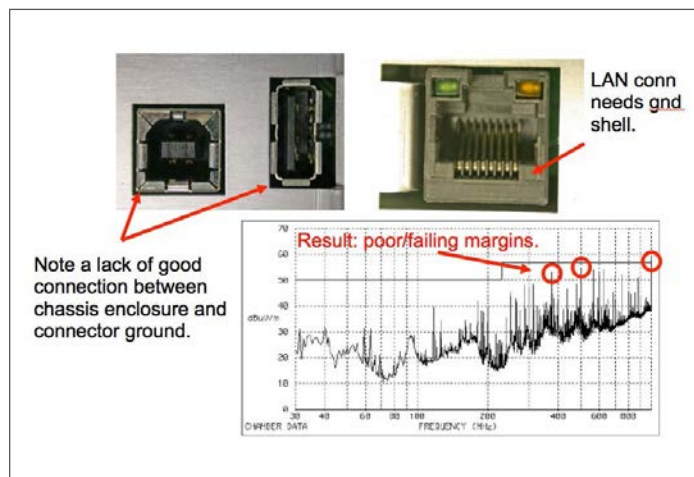 LAN conn
needs gnd
shell.
Note a lack of good
connection between
chassis enclosure and
connector ground.
Result: poor/failing margins.
70
60
50
40
dBuV/m
30
20
10
0
30 40 60 80 100 200 400 600 800
CHAMBER DATA FREQUENCY (MHz)